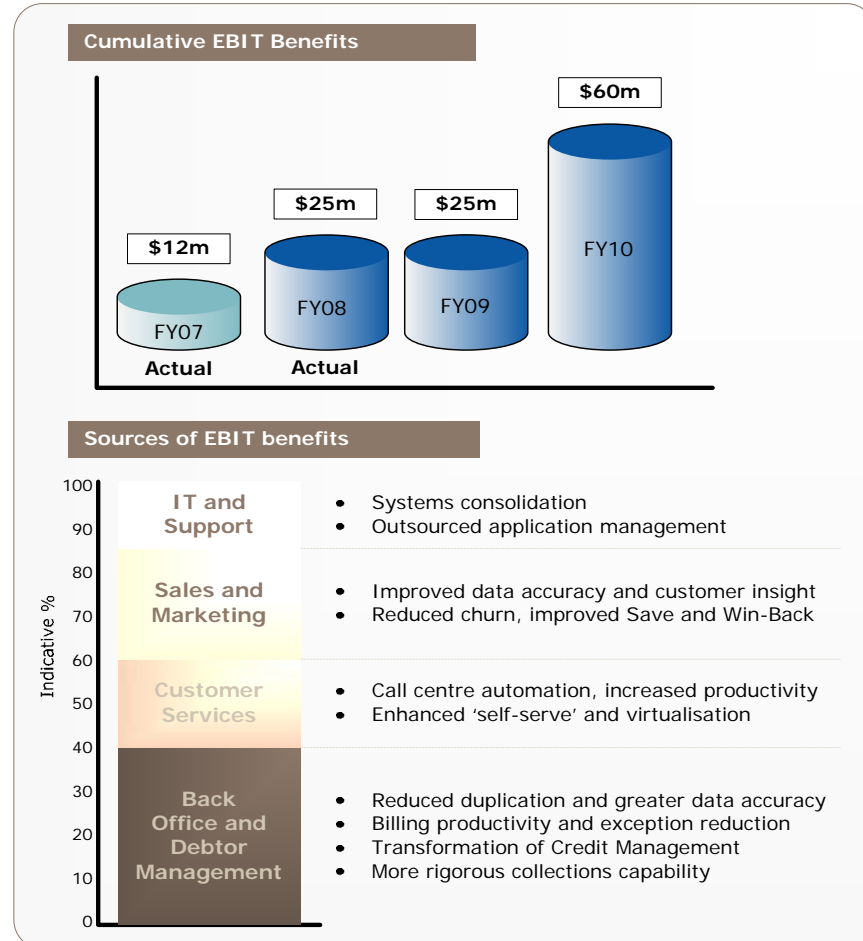 Cumulative EBIT Benefits
$60m
$25m
$25m
$12m
FY10
FY08
FY09
FY07
Actual
Actual
Sources of EBIT benefits
Indicative %
100
90
80
70
60
50
40
30
20
10
0
IT and
Support
• Systems consolidation
• Outsourced application management
Sales and
Marketing
• Improved data accuracy and customer insight
• Reduced churn, improved Save and Win-Back
Customer
Services
• Call centre automation, increased productivity
• Enhanced ‘self-serve’ and virtualisation
Back
Office and
Debtor
Management
• Reduced duplication and greater data accuracy
• Billing productivity and exception reduction
• Transformation of Credit Management
• More rigorous collections capability